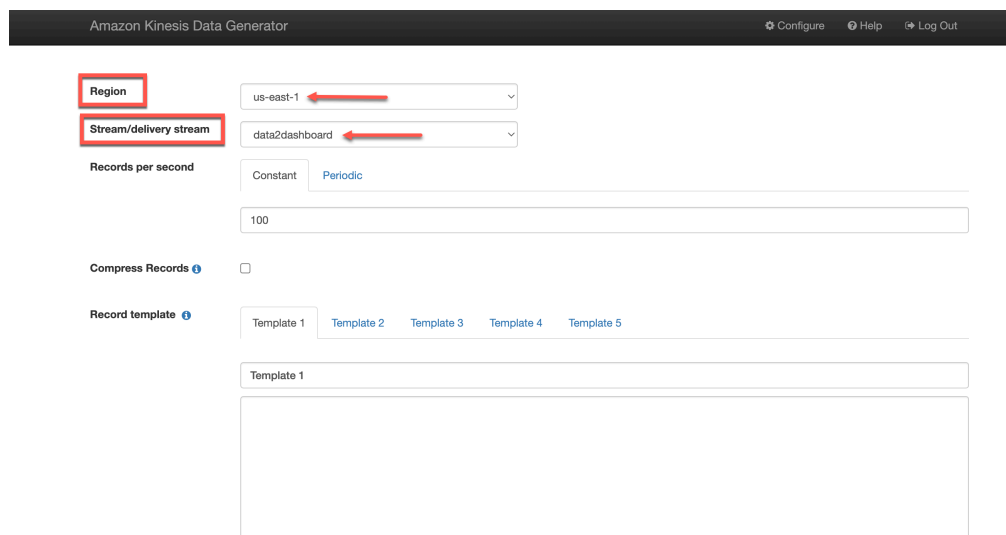 Amazon Kinesis Data Generator Configure Help Log Out
Region us-east-1
Stream/delivery stream data2dashboard
Records per second Constant Periodic
100
Compress Records
Record template Template 1 Template 2 Template 3 Template 4 Template 5
Template 1